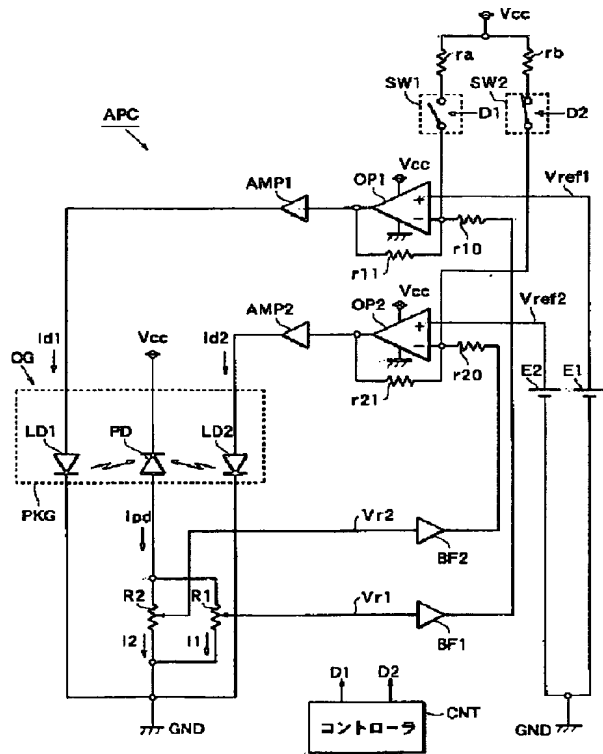 Vcc
ra
rb
SW1
SW2
D1
D2
APC
Vcc
OP1
AMP1
Vref1
+
−
r10
r11
Vcc
OP2
AMP2
Vref2
+
−
Id1
Vcc
Id2
r20
OG
r21
E2
E1
LD1
PD
LD2
PKG
Ipd
Vr2
BF2
R2
R1
Vr1
I2
I1
BF1
D1
D2
GND
コントローラ
CNT
GND